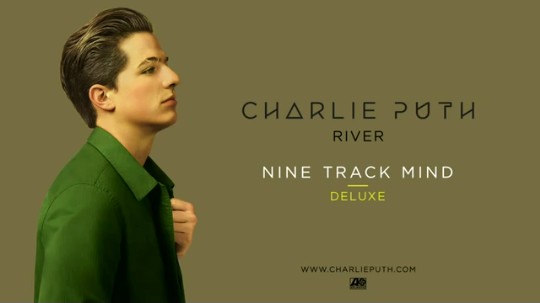 CHARLIE PUTH
RIVER
NINE TRACK MIND
DELUXE
WWW.CHARLIEPUTH.COM